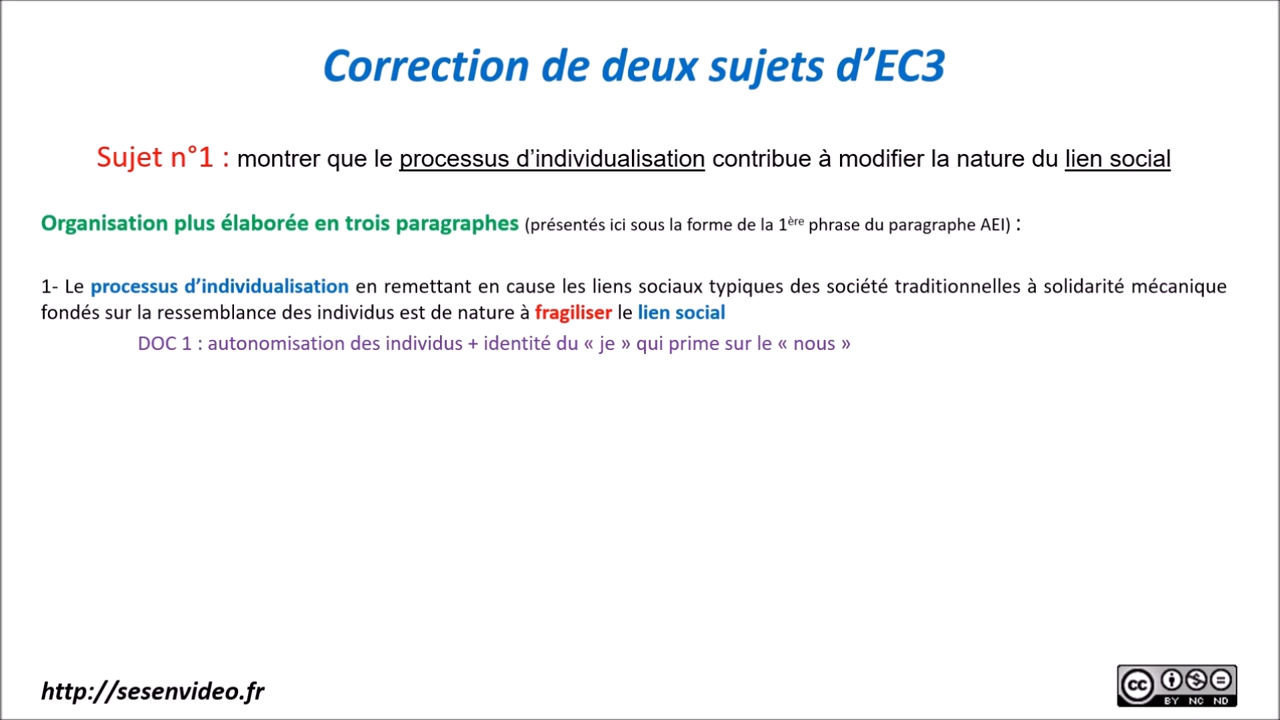 Correction de deux sujets d’EC3
Sujet n°1 : montrer que le processus d’individualisation contribue à modifier la nature du lien social
Organisation plus élaborée en trois paragraphes (présentés ici sous la forme de la 1ère phrase du paragraphe AEI) :
1- Le processus d’individualisation en remettant en cause les liens sociaux typiques des société traditionnelles à solidarité mécanique
fondés sur la ressemblance des individus est de nature à fragiliser le lien social
DOC 1 : autonomisation des individus + identité du « je » qui prime sur le « nous »
http://sesenvideo.fr
cc
BY NC ND